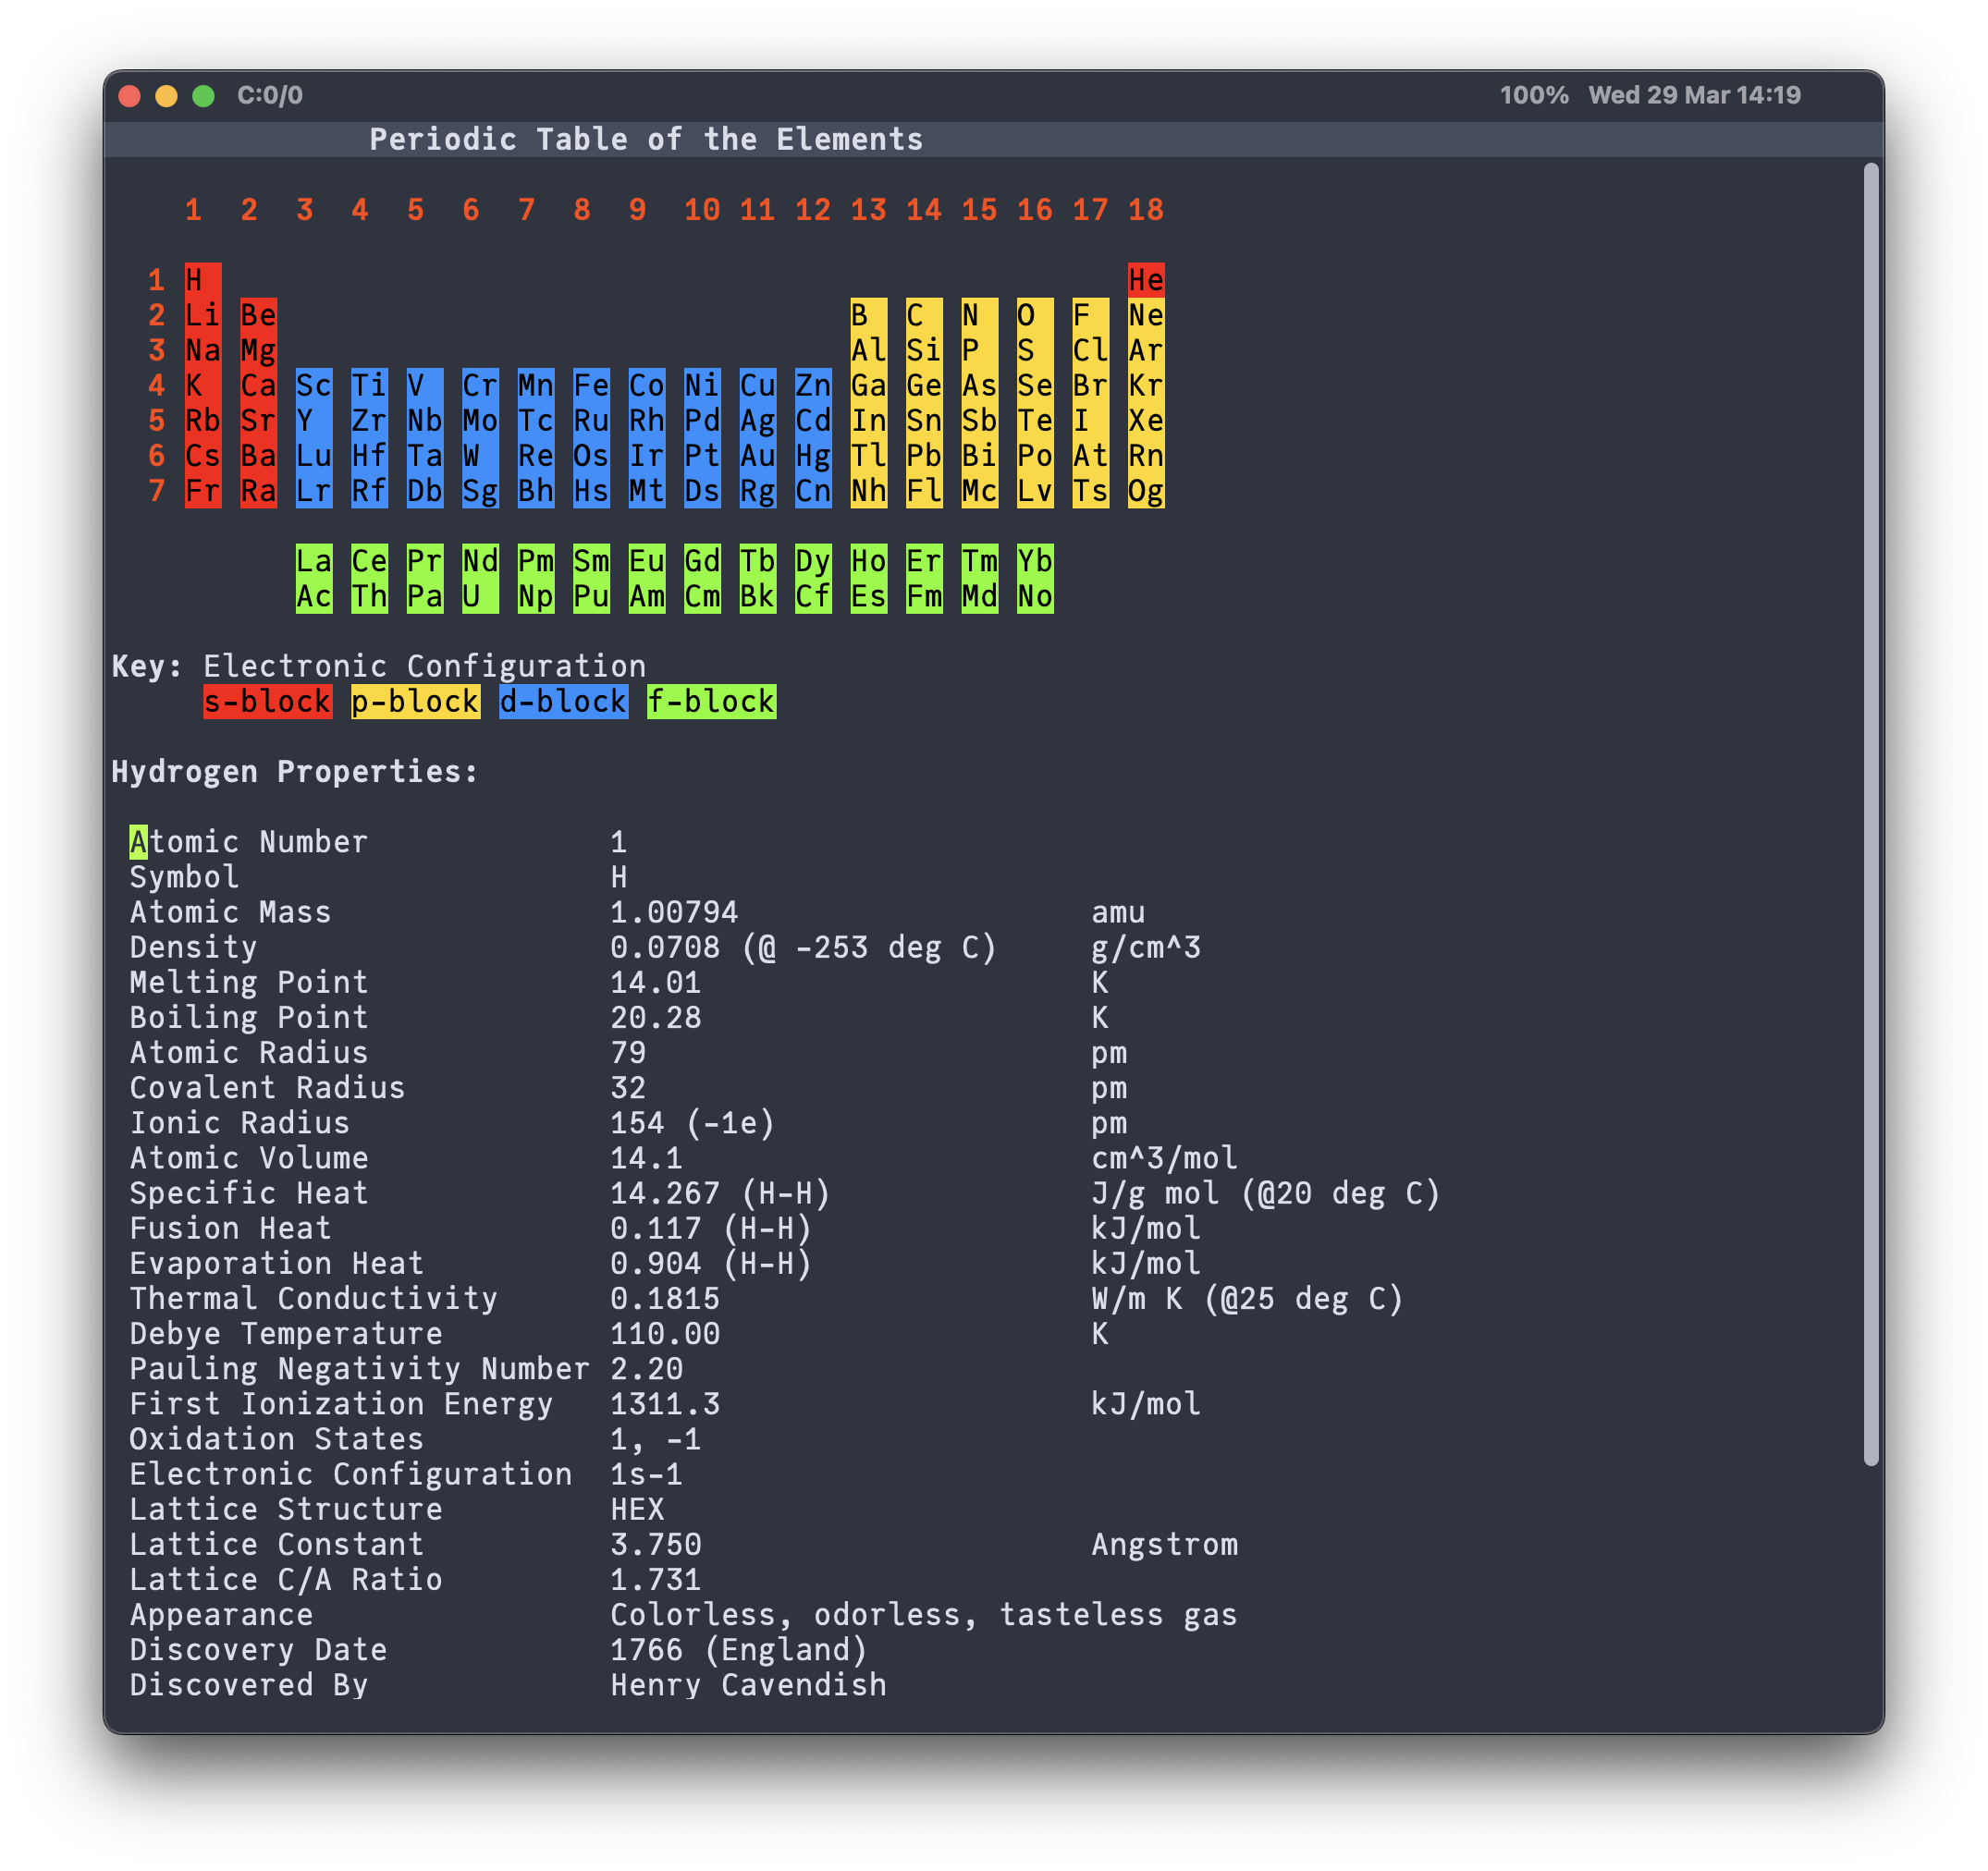 C:0/0 100% Wed 29 Mar 14:19
Periodic Table of the Elements
1 2 3 4 5 6 7 8 9 10 11 12 13 14 15 16 17 18
1 H He
2 Li Be B C N O F Ne
3 Na Mg Al Si P S Cl Ar
4 K Ca Sc Ti V Cr Mn Fe Co Ni Cu Zn Ga Ge As Se Br Kr
5 Rb Sr Y Zr Nb Mo Tc Ru Rh Pd Ag Cd In Sn Sb Te I Xe
6 Cs Ba Lu Hf Ta W Re Os Ir Pt Au Hg Tl Pb Bi Po At Rn
7 Fr Ra Lr Rf Db Sg Bh Hs Mt Ds Rg Cn Nh Fl Mc Lv Ts Og
La Ce Pr Nd Pm Sm Eu Gd Tb Dy Ho Er Tm Yb
Ac Th Pa U Np Pu Am Cm Bk Cf Es Fm Md No
Key: Electronic Configuration
s-block p-block d-block f-block
Hydrogen Properties:
Atomic Number 1
Symbol H
Atomic Mass 1.00794 amu
Density 0.0708 (@ -253 deg C) g/cm^3
Melting Point 14.01 K
Boiling Point 20.28 K
Atomic Radius 79 pm
Covalent Radius 32 pm
Ionic Radius 154 (-1e) pm
Atomic Volume 14.1 cm^3/mol
Specific Heat 14.267 (H-H) J/g mol (@20 deg C)
Fusion Heat 0.117 (H-H) kJ/mol
Evaporation Heat 0.904 (H-H) kJ/mol
Thermal Conductivity 0.1815 W/m K (@25 deg C)
Debye Temperature 110.00 K
Pauling Negativity Number 2.20
First Ionization Energy 1311.3 kJ/mol
Oxidation States 1, -1
Electronic Configuration 1s-1
Lattice Structure HEX
Lattice Constant 3.750 Angstrom
Lattice C/A Ratio 1.731
Appearance Colorless, odorless, tasteless gas
Discovery Date 1766 (England)
Discovered By Henry Cavendish